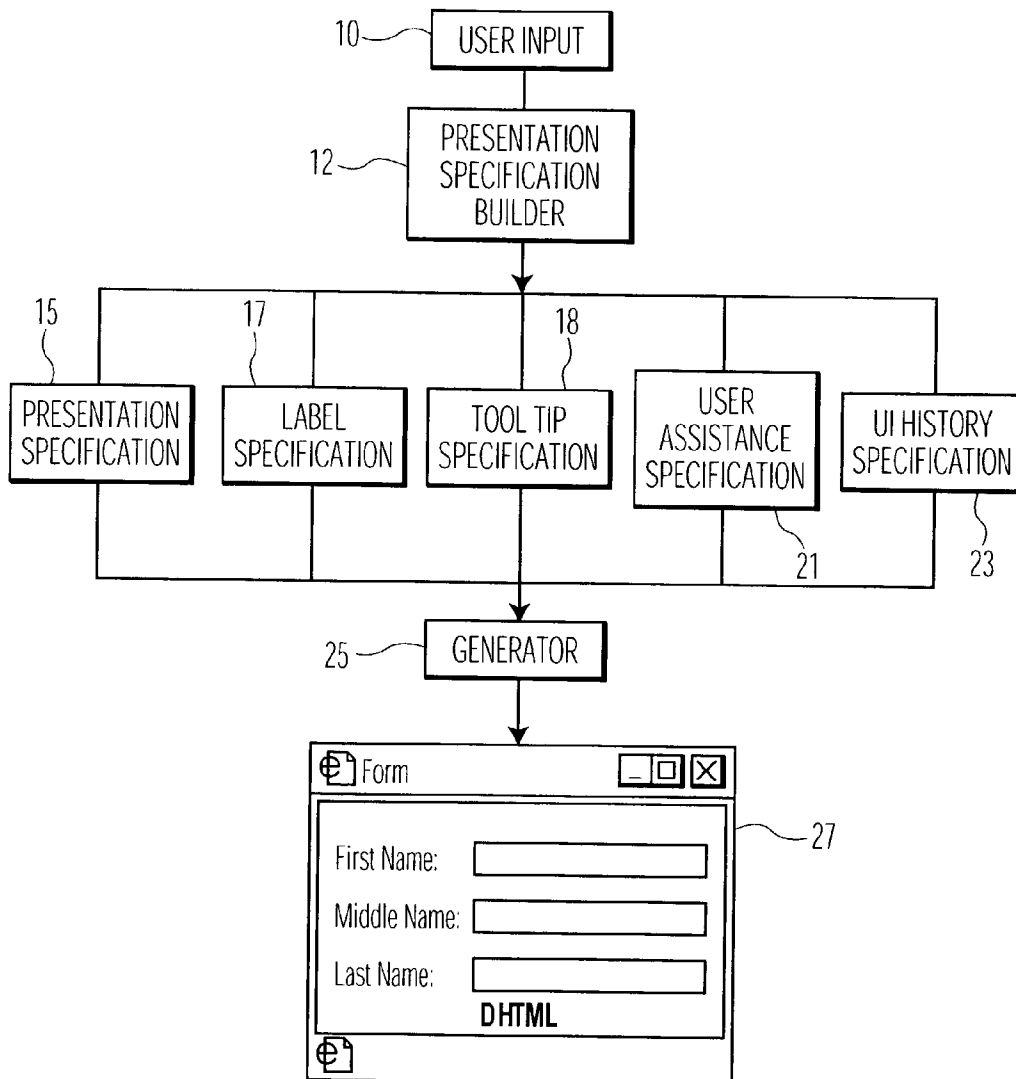 10
USER INPUT
12
PRESENTATION
SPECIFICATION
BUILDER
15
17
18
PRESENTATION
SPECIFICATION
LABEL
SPECIFICATION
TOOL TIP
SPECIFICATION
USER
ASSISTANCE
SPECIFICATION
UI HISTORY
SPECIFICATION
21
23
25
GENERATOR
Form
27
First Name:
Middle Name:
Last Name:
DHTML